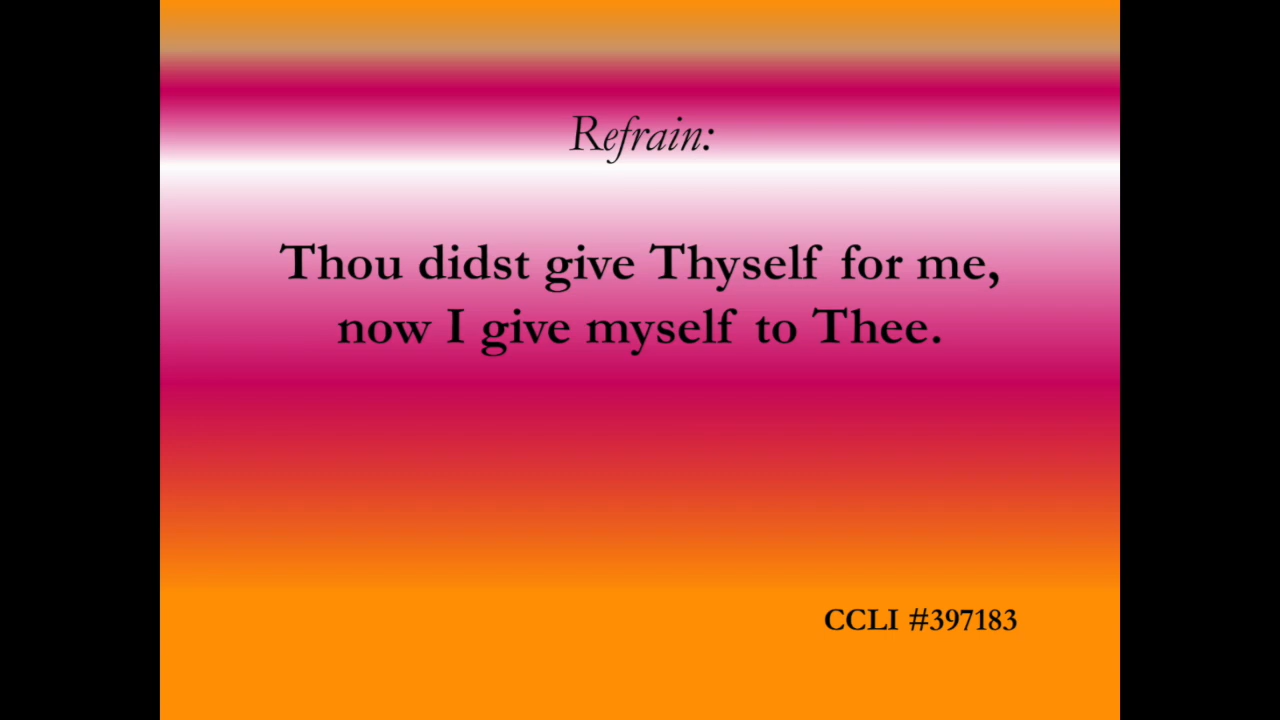 Refrain:
Thou didst give Thyself for me,
now I give myself to Thee.
CCLI #397183